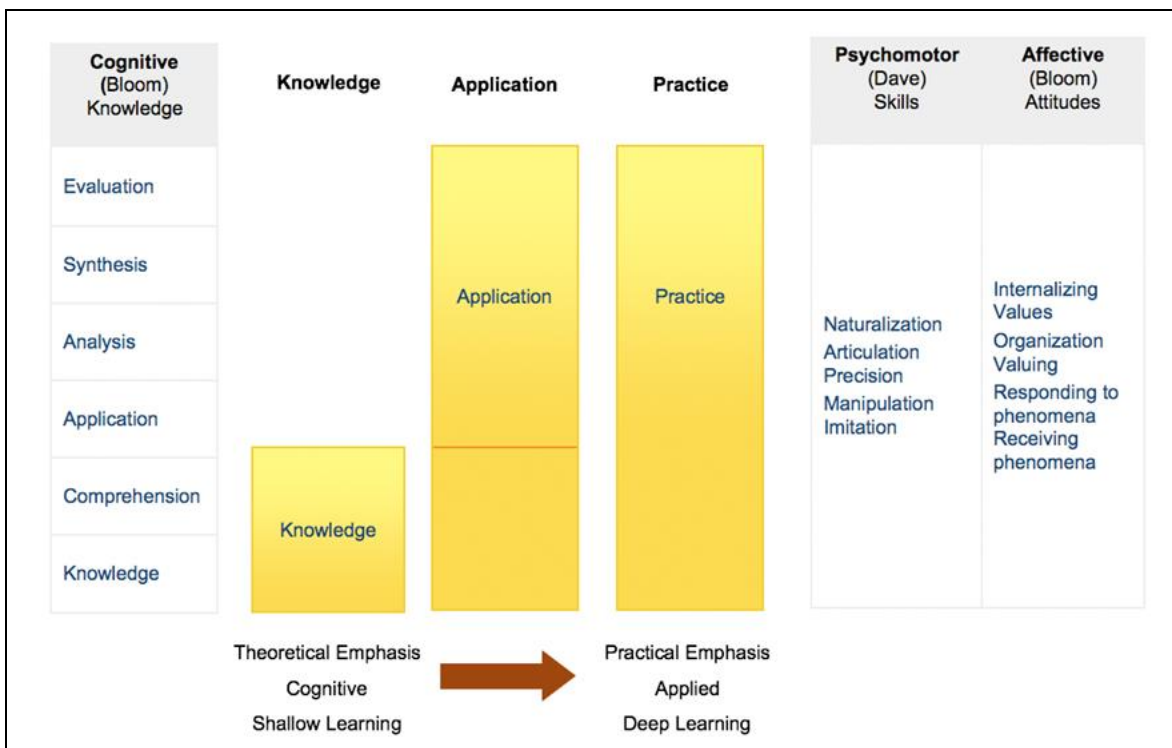 Cognitive
(Bloom)
Knowledge
Knowledge
Application
Practice
Psychomotor
(Dave)
Skills
Affective
(Bloom)
Attitudes
Evaluation
Synthesis
Analysis
Application
Comprehension
Knowledge
Knowledge
Application
Practice
Naturalization
Articulation
Precision
Manipulation
Imitation
Internalizing
Values
Organization
Valuing
Responding to
phenomena
Receiving
phenomena
Theoretical Emphasis
Cognitive
Shallow Learning
Practical Emphasis
Applied
Deep Learning